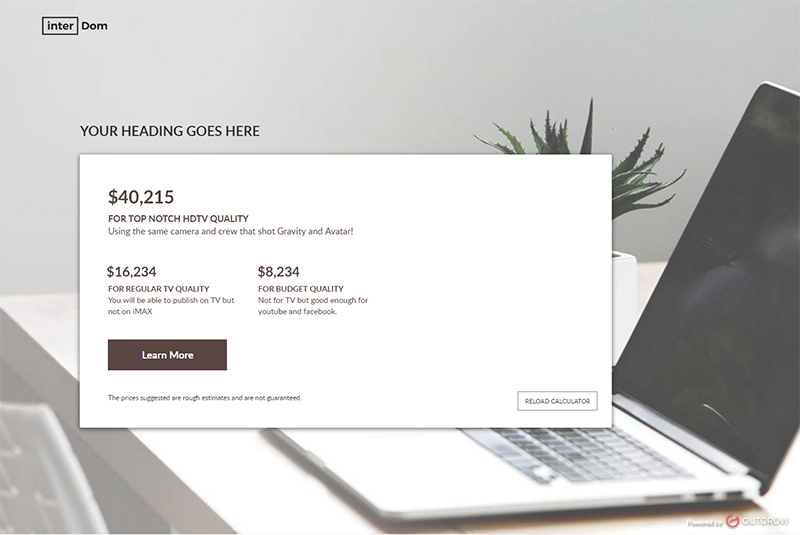 inter Dom
YOUR HEADING GOES HERE
$40,215
FOR TOP NOTCH HDTV QUALITY
Using the same camera and crew that shot Gravity and Avatar!
$16,234
FOR REGULAR TV QUALITY
You will be able to publish on TV but
not on iMAX
$8,234
FOR BUDGET QUALITY
Not for TV but good enough for
youtube and facebook.
Learn More
The prices suggested are rough estimates and are not guaranteed.
RELOAD CALCULATOR
Powered by OUTGROW